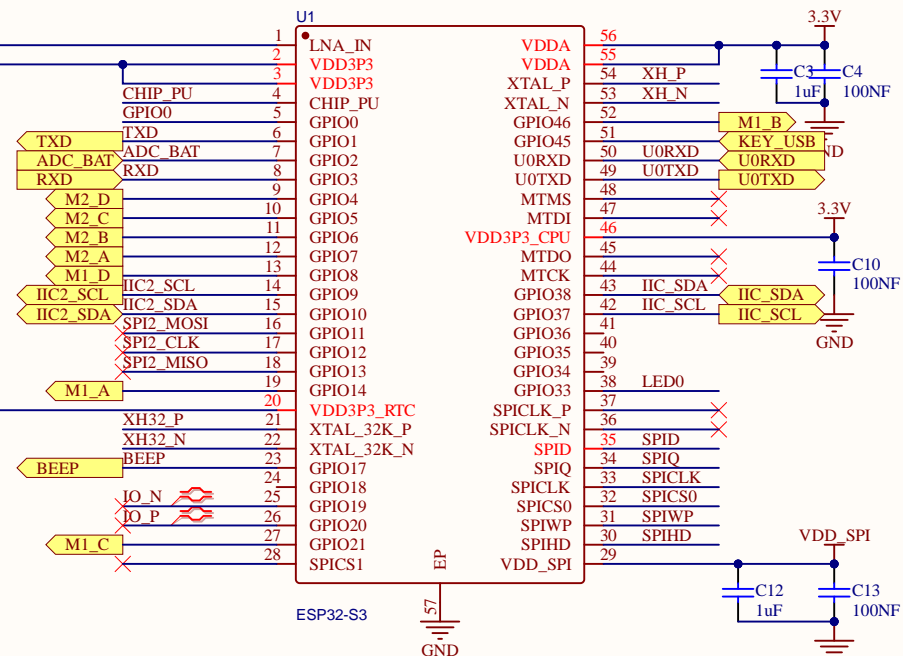 U1
3.3V
1 LNA_IN VDDA 56
2 VDD3P3 VDDA 55
3 VDD3P3 XTAL_P 54 XH_P
C3 C4
1uF 100NF
CHIP_PU 4 CHIP_PU XTAL_N 53 XH_N
GPIO0 5 GPIO0 GPIO46 52 M1_B
TXD TXD 6 GPIO1 GPIO45 51 KEY_USB
ND
ADC_BAT ADC_BAT 7 GPIO2 U0RXD 50 U0RXD U0RXD
RXD RXD 8 GPIO3 U0TXD 49 U0TXD U0TXD
M2_D 9 GPIO4 MTMS 48
M2_C 10 GPIO5 MTDI 47
3.3V
M2_B 11 GPIO6 VDD3P3_CPU 46
M2_A 12 GPIO7 MTDO 45
C10
100NF
M1_D 13 GPIO8 MTCK 44
IIC2_SCL IIC2_SCL 14 GPIO9 GPIO38 43 IIC_SDA IIC_SDA
IIC2_SDA IIC2_SDA 15 GPIO10 GPIO37 42 IIC_SCL IIC_SCL
GND
SPI2_MOSI 16 GPIO11 GPIO36 41
SPI2_CLK 17 GPIO12 GPIO35 40
SPI2_MISO 18 GPIO13 GPIO34 39
M1_A 19 GPIO14 GPIO33 38 LED0
20 VDD3P3_RTC SPICLK_P 37
XH32_P 21 XTAL_32K_P SPICLK_N 36
XH32_N 22 XTAL_32K_N SPID 35 SPID
BEEP BEEP 23 GPIO17 SPIQ 34 SPIQ
24 GPIO18 SPICLK 33 SPICLK
IO_N 25 GPIO19 SPICS0 32 SPICS0
IO_P 26 GPIO20 SPIWP 31 SPIWP
M1_C 27 GPIO21 SPIHD 30 SPIHD
VDD_SPI
28 SPICS1 VDD_SPI 29
EP
C12 C13
1uF 100NF
57
ESP32-S3
GND